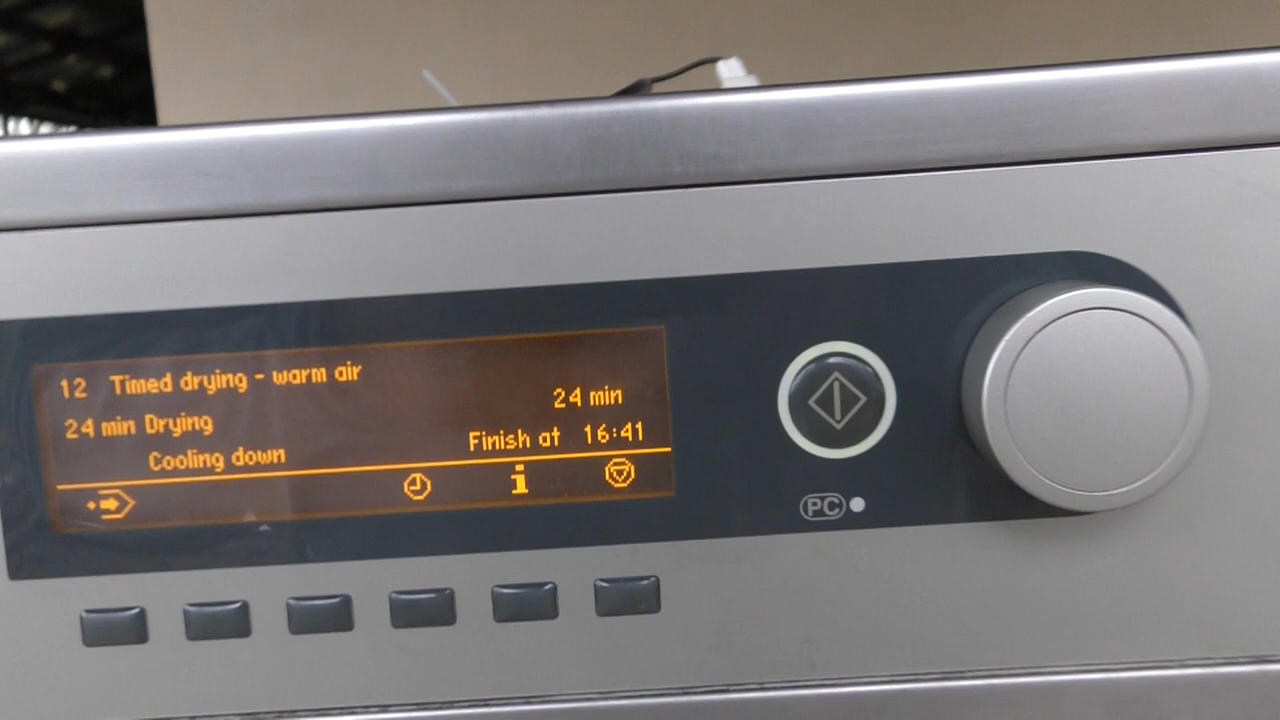 12 Timed drying - warm air
24 min
24 min Drying
Finish at 16:41
Cooling down
PC